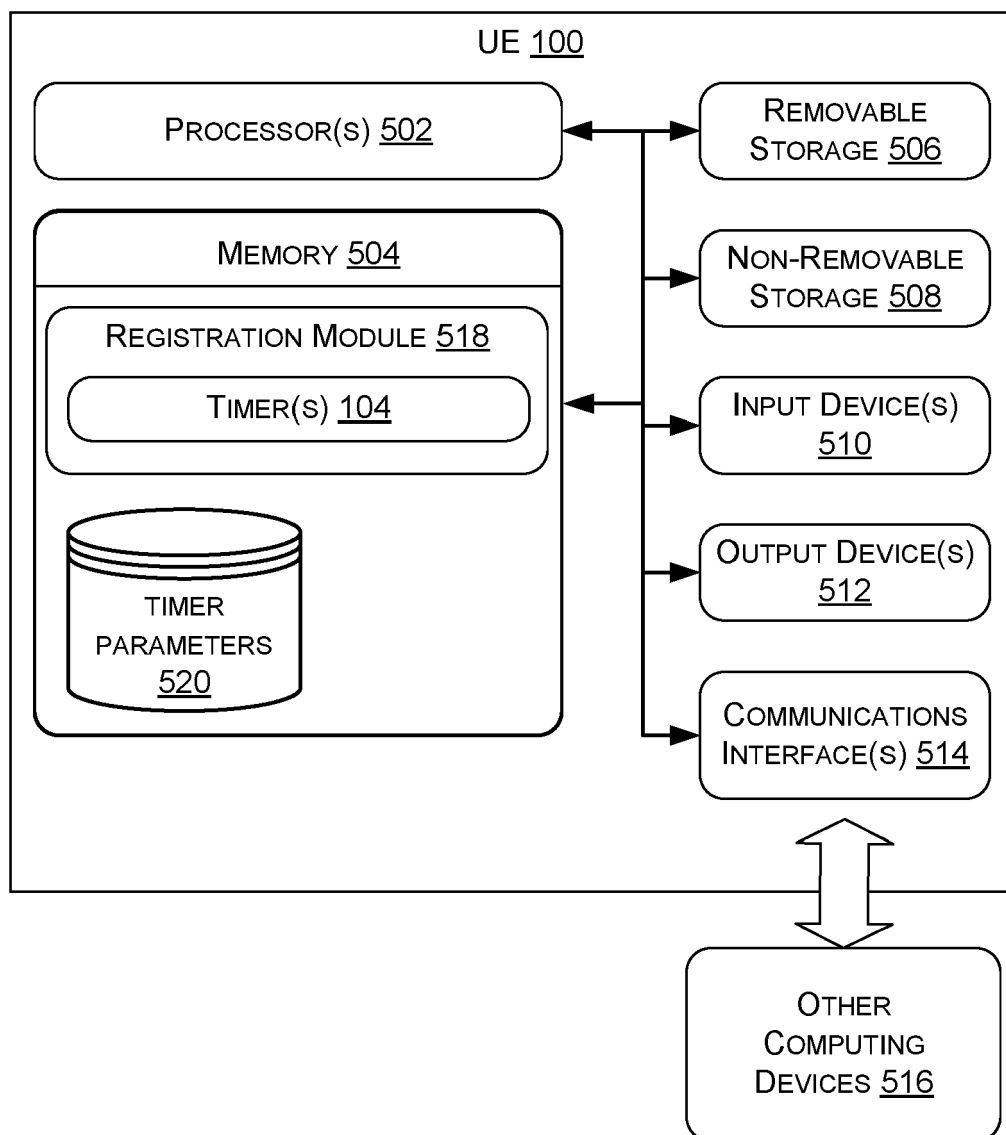 UE 100
PROCESSOR(S) 502
MEMORY 504
REGISTRATION MODULE 518
TIMER(S) 104
TIMER
PARAMETERS
520
REMOVABLE
STORAGE 506
NON-REMOVABLE
STORAGE 508
INPUT DEVICE(S)
510
OUTPUT DEVICE(S)
512
COMMUNICATIONS
INTERFACE(S) 514
OTHER
COMPUTING
DEVICES 516